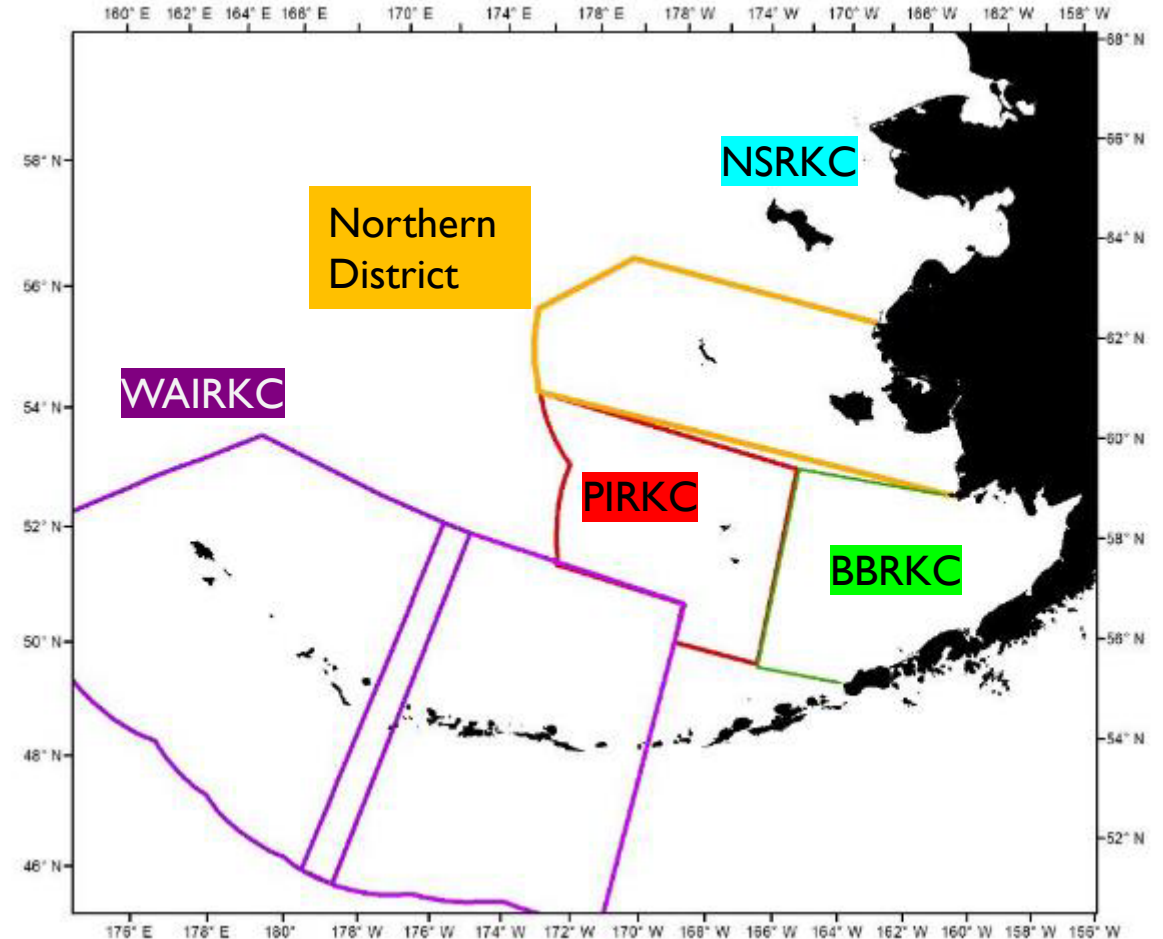 160° E 162° E 164° E 166° E 170° E 174° E 178° E 178° W 174° W 170° W 166° W 162° W 158° W
68° N
66° N
NSRKC
58° N
Northern
District
64° N
56° N
62° N
WAIRKC
54° N
60° N
PIRKC
52° N
58° N
BBRKC
50° N
56° N
48° N
54° N
52° N
46° N
176° E 178° E 180° 178° W 176° W 174° W 172° W 170° W 168° W 166° W 164° W 162° W 160° W 158° W 156° W